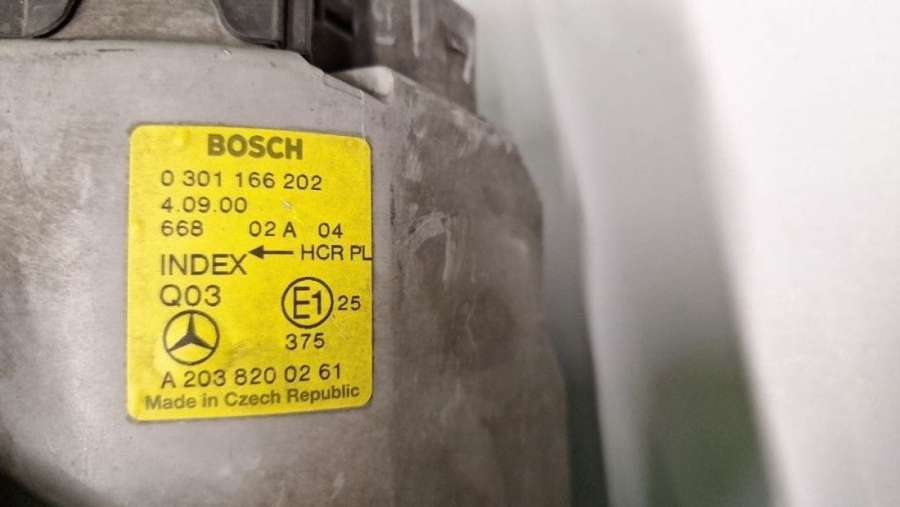 BOSCH
0 301 166 202
4.09.00
668 02 A 04
INDEX ← HCR PL
Q03 E1 25
375
A 203 820 02 61
Made in Czech Republic